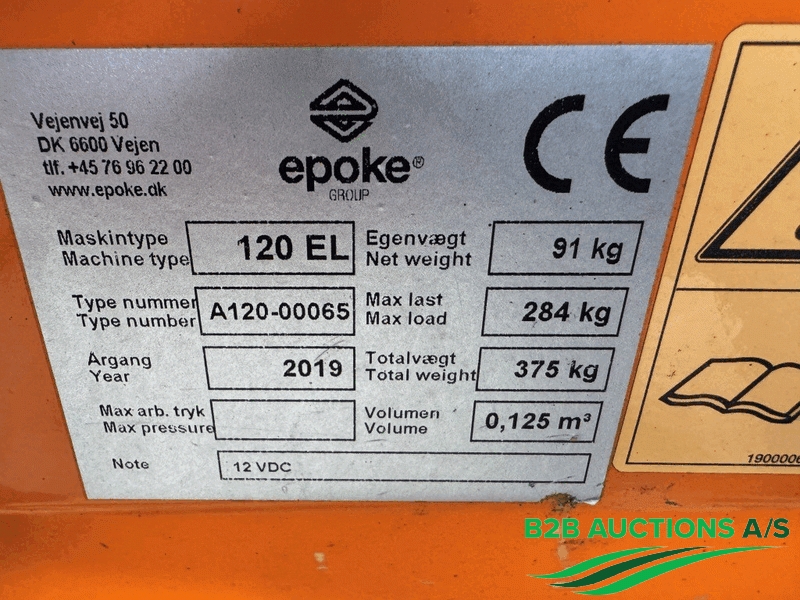 Vejenvej 50
DK 6600 Vejen
tlf. +45 76 96 22 00
www.epoke.dk
epoke®
GROUP
CE
Maskintype
Machine type
120 EL
Egenvægt
Net weight
91 kg
Type nummer
Type number
A120-00065
Max last
Max load
284 kg
Argang
Year
2019
Totalvægt
Total weight
375 kg
Max arb. tryk
Max pressure
Volumen
Volume
0,125 m³
Note
12 VDC
B2B AUCTIONS A/S